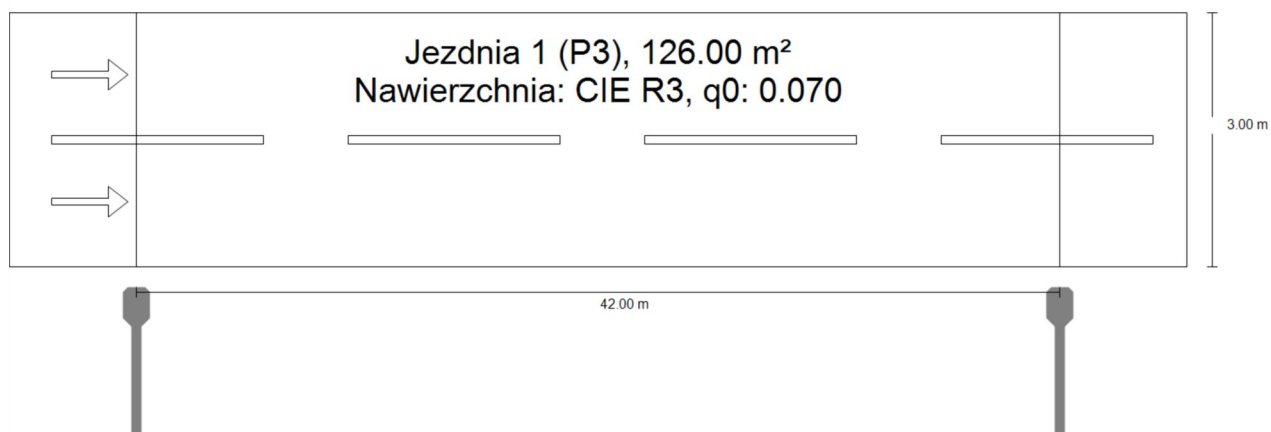 Jezdnia 1 (P3), 126.00 m²
Nawierzchnia: CIE R3, q0: 0.070
3.00 m
42.00 m